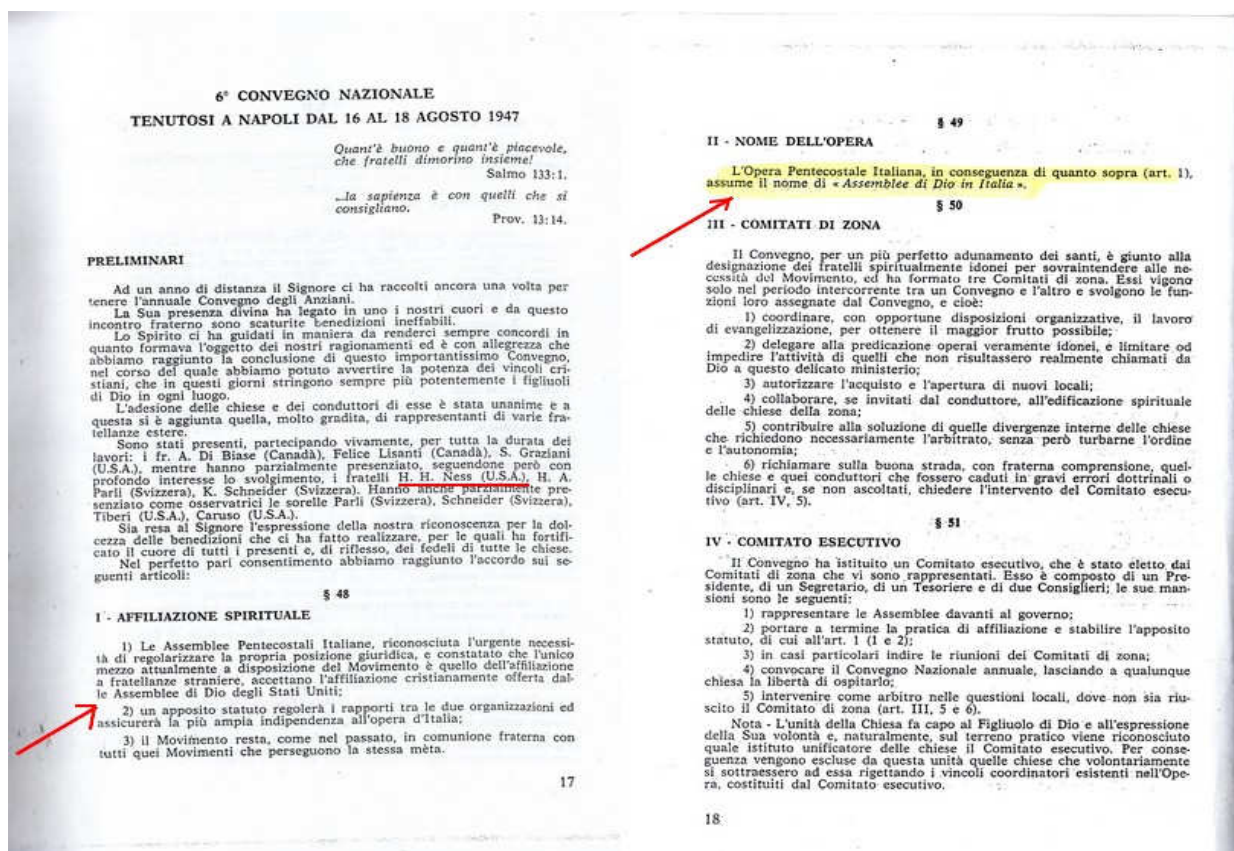 6° CONVEGNO NAZIONALE
TENUTOSI A NAPOLI DAL 16 AL 18 AGOSTO 1947
Quant'è buono e quant'è piacevole,
che fratelli dimorino insieme!
Salmo 133:1.
...la sapienza è con quelli che si
consigliano.
Prov. 13:14.
PRELIMINARI
Ad un anno di distanza il Signore ci ha raccolti ancora una volta per
tenere l'annuale Convegno degli Anziani.
La Sua presenza divina ha legato in uno i nostri cuori e da questo
incontro fraterno sono scaturite benedizioni ineffabili.
Lo Spirito ci ha guidati in maniera da renderci sempre concordi in
quanto formava l'oggetto dei nostri ragionamenti ed è con allegrezza che
abbiamo raggiunto la conclusione di questo importantissimo Convegno,
nel corso del quale abbiamo potuto avvertire la potenza dei vincoli cri-
stiani, che in questi giorni stringono sempre più potentemente i figliuoli
di Dio in ogni luogo.
L'adesione delle chiese e dei conduttori di esse è stata unanime e a
questa si è aggiunta quella, molto gradita, di rappresentanti di varie fra-
tellanze estere.
Sono stati presenti, partecipando vivamente, per tutta la durata dei
lavori: i fr. A. Di Biase (Canadà), Felice Lisanti (Canadà), S. Graziani
(U.S.A.), mentre hanno parzialmente presenziato, seguendone però con
profondo interesse lo svolgimento, i fratelli H. H. Ness (U.S.A.), H. A.
Parli (Svizzera), K. Schneider (Svizzera). Hanno anche parzialmente pre-
senziato come osservatrici le sorelle Parli (Svizzera), Schneider (Svizzera),
Tiberi (U.S.A.), Caruso (U.S.A.).
Sia resa al Signore l'espressione della nostra riconoscenza per la dol-
cezza delle benedizioni che ci ha fatto realizzare, per le quali ha fortifi-
cato il cuore di tutti i presenti e, di riflesso, dei fedeli di tutte le chiese.
Nel perfetto pari consentimento abbiamo raggiunto l'accordo sui se-
guenti articoli:
§ 48
I - AFFILIAZIONE SPIRITUALE
1) Le Assemblee Pentecostali Italiane, riconosciuta l'urgente necessi-
tà di regolarizzare la propria posizione giuridica, e constatato che l'unico
mezzo attualmente a disposizione del Movimento è quello dell'affiliazione
a fratellanze straniere, accettano l'affiliazione cristianamente offerta dal-
le Assemblee di Dio degli Stati Uniti;
2) un apposito statuto regolerà i rapporti tra le due organizzazioni ed
assicurerà la più ampia indipendenza all'opera d'Italia;
3) il Movimento resta, come nel passato, in comunione fraterna con
tutti quei Movimenti che perseguono la stessa mèta.
17
§ 49
II - NOME DELL'OPERA
L'Opera Pentecostale Italiana, in conseguenza di quanto sopra (art. 1),
assume il nome di « Assemblee di Dio in Italia ».
§ 50
III - COMITATI DI ZONA
Il Convegno, per un più perfetto adunamento dei santi, è giunto alla
designazione dei fratelli spiritualmente idonei per sovraintendere alle ne-
cessità del Movimento, ed ha formato tre Comitati di zona. Essi vigono
solo nel periodo intercorrente tra un Convegno e l'altro e svolgono le fun-
zioni loro assegnate dal Convegno, e cioè:
1) coordinare, con opportune disposizioni organizzative, il lavoro
di evangelizzazione, per ottenere il maggior frutto possibile;
2) delegare alla predicazione operai veramente idonei, e limitare od
impedire l'attività di quelli che non risultassero realmente chiamati da
Dio a questo delicato ministerio;
3) autorizzare l'acquisto e l'apertura di nuovi locali;
4) collaborare, se invitati dal conduttore, all'edificazione spirituale
delle chiese della zona;
5) contribuire alla soluzione di quelle divergenze interne delle chiese
che richiedono necessariamente l'arbitrato, senza però turbarne l'ordine
e l'autonomia;
6) richiamare sulla buona strada, con fraterna comprensione, quel-
le chiese e quei conduttori che fossero caduti in gravi errori dottrinali o
disciplinari e, se non ascoltati, chiedere l'intervento del Comitato esecu-
tivo (art. IV, 5).
§ 51
IV - COMITATO ESECUTIVO
Il Convegno ha istituito un Comitato esecutivo, che è stato eletto dai
Comitati di zona che vi sono rappresentati. Esso è composto di un Pre-
sidente, di un Segretario, di un Tesoriere e di due Consiglieri; le sue man-
sioni sono le seguenti:
1) rappresentare le Assemblee davanti al governo;
2) portare a termine la pratica di affiliazione e stabilire l'apposito
statuto, di cui all'art. 1 (1 e 2);
3) in casi particolari indire le riunioni dei Comitati di zona;
4) convocare il Convegno Nazionale annuale, lasciando a qualunque
chiesa la libertà di ospitarlo;
5) intervenire come arbitro nelle questioni locali, dove non sia riu-
scito il Comitato di zona (art. III, 5 e 6).
Nota - L'unità della Chiesa fa capo al Figliuolo di Dio e all'espressione
della Sua volontà e, naturalmente, sul terreno pratico viene riconosciuto
quale istituto unificatore delle chiese il Comitato esecutivo. Per conse-
guenza vengono escluse da questa unità quelle chiese che volontariamente
si sottraessero ad essa rigettando i vincoli coordinatori esistenti nell'Ope-
ra, costituiti dal Comitato esecutivo.
18